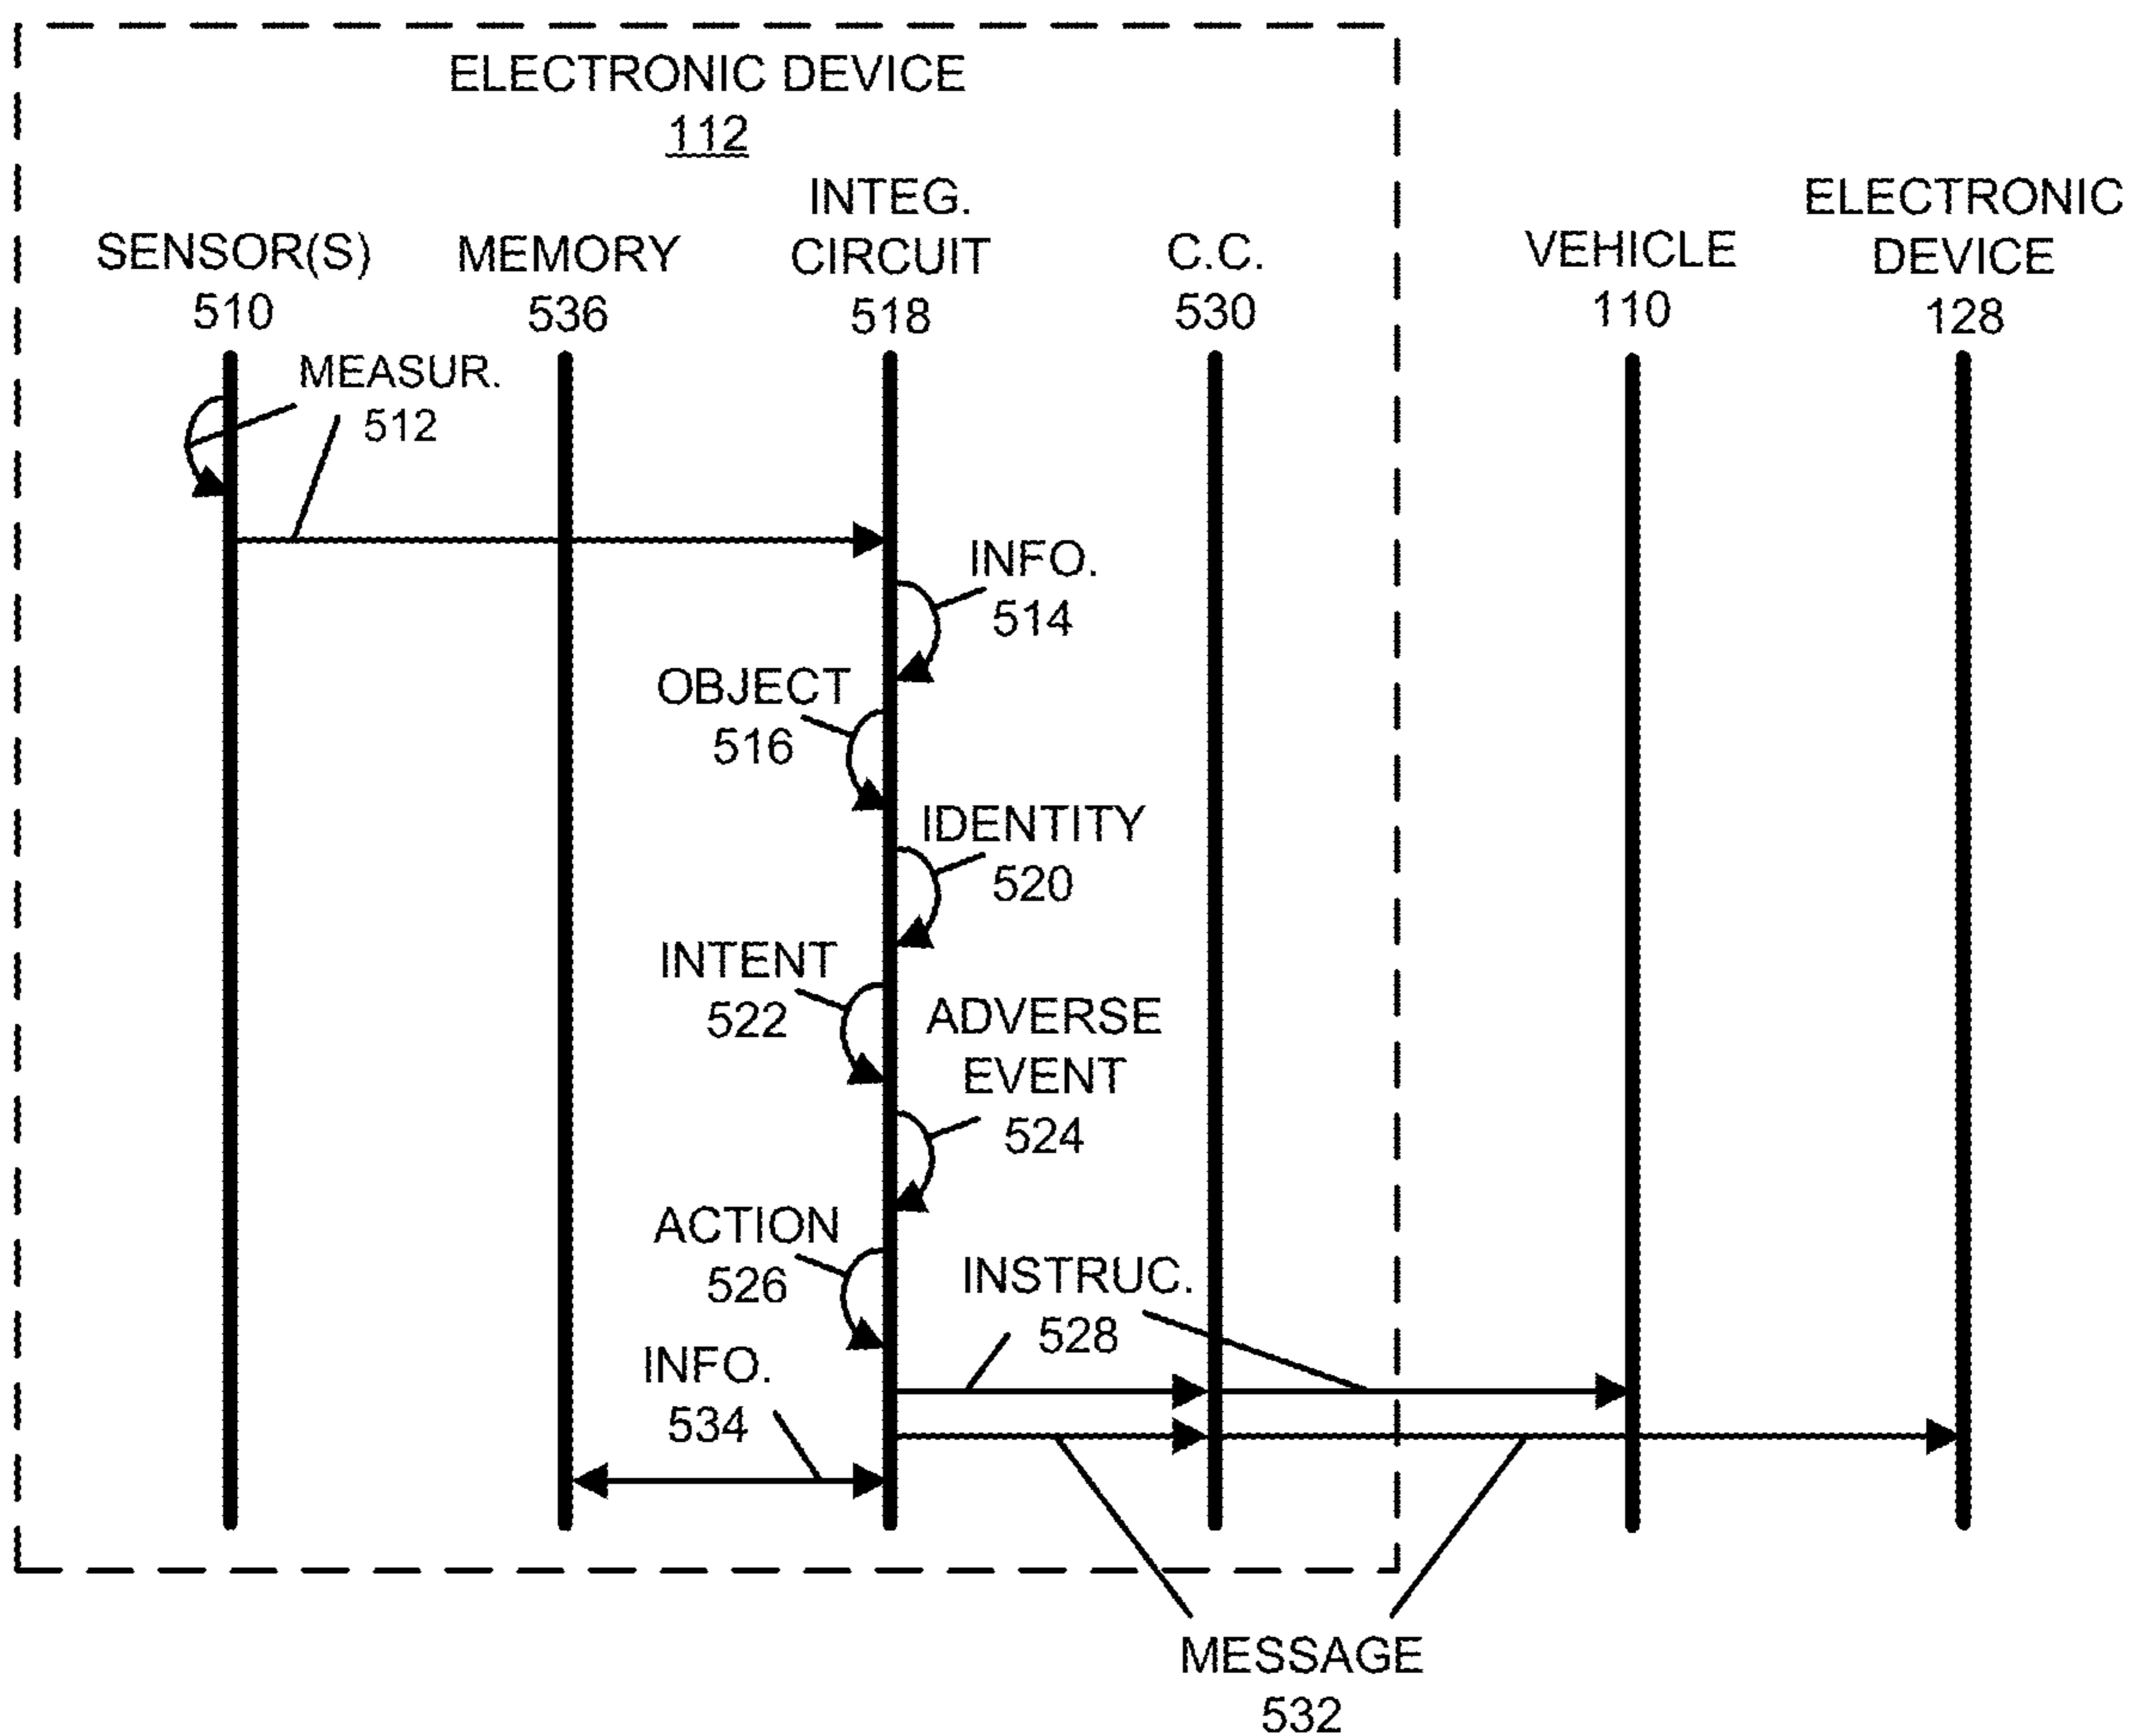 ELECTRONIC DEVICE
112
SENSOR(S)
510
MEMORY
536
INTEG.
CIRCUIT
518
C.C.
530
VEHICLE
110
ELECTRONIC
DEVICE
128
MEASUR.
512
INFO.
514
OBJECT
516
IDENTITY
520
INTENT
522
ADVERSE
EVENT
524
ACTION
526
INSTRUC.
528
INFO.
534
MESSAGE
532